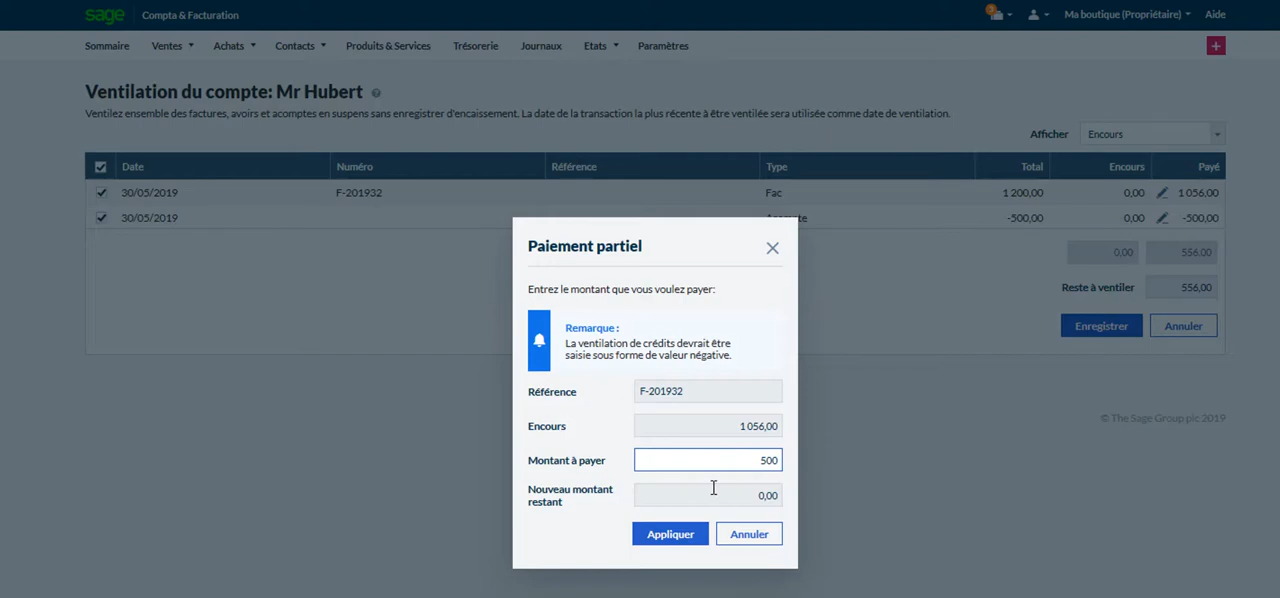 sage Compta & Facturation 3 Ma boutique (Propriétaire) Aide
Sommaire Ventes Achats Contacts Produits & Services Trésorerie Journaux Etats Paramètres +
Ventilation du compte: Mr Hubert ?
Ventilez ensemble des factures, avoirs et acomptes en suspens sans enregistrer d'encaissement. La date de la transaction la plus récente à être ventilée sera utilisée comme date de ventilation.
Afficher Encours
Date Numéro Référence Type Total Encours Payé
30/05/2019 F-201932 Fac 1 200,00 0,00 1 056,00
30/05/2019 Acompte -500,00 0,00 -500,00
0,00 556,00
Reste à ventiler 556,00
Enregistrer Annuler
Paiement partiel
Entrez le montant que vous voulez payer:
Remarque :
La ventilation de crédits devrait être
saisie sous forme de valeur négative.
Référence F-201932
Encours 1 056,00
Montant à payer 500
Nouveau montant
restant 0,00
Appliquer Annuler
© The Sage Group plc 2019